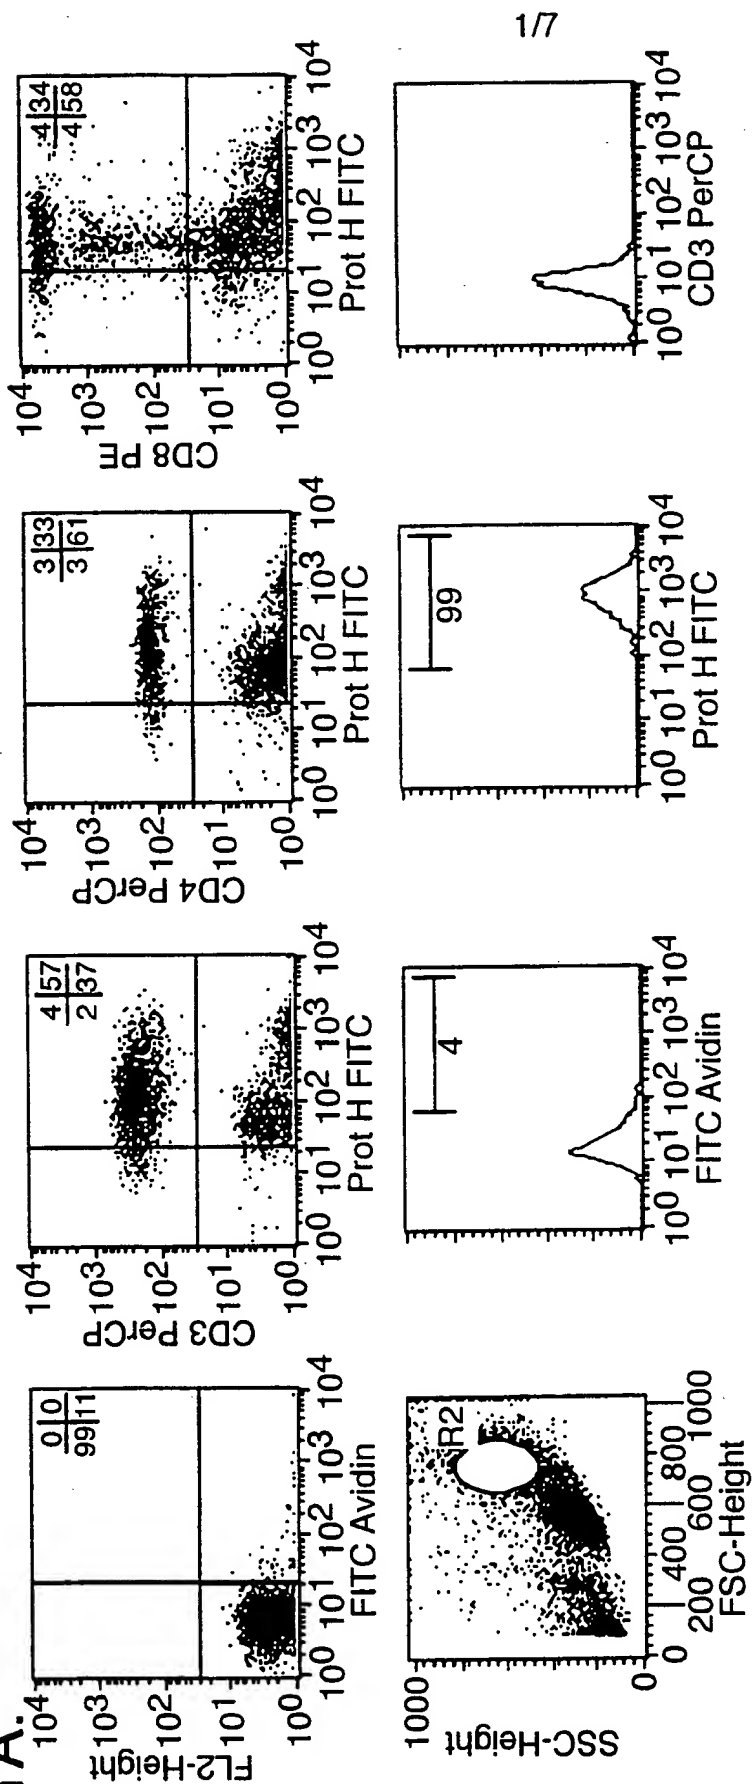 1/7
A.
0 0
99 11
10⁴
10³
10²
10¹
10⁰
FL2-Height
10⁰ 10¹ 10² 10³ 10⁴
FITC Avidin
4 57
2 37
10⁴
10³
10²
10¹
10⁰
CD3 PerCP
10⁰ 10¹ 10² 10³ 10⁴
Prot H FITC
3 33
3 61
10⁴
10³
10²
10¹
10⁰
CD4 PerCP
10⁰ 10¹ 10² 10³ 10⁴
Prot H FITC
4 34
4 58
10⁴
10³
10²
10¹
10⁰
CD8 PE
10⁰ 10¹ 10² 10³ 10⁴
Prot H FITC
R2
1000
0
SSC-Height
0 200 400 600 800 1000
FSC-Height
4
10⁰ 10¹ 10² 10³ 10⁴
FITC Avidin
99
10⁰ 10¹ 10² 10³ 10⁴
Prot H FITC
10⁰ 10¹ 10² 10³ 10⁴
CD3 PerCP